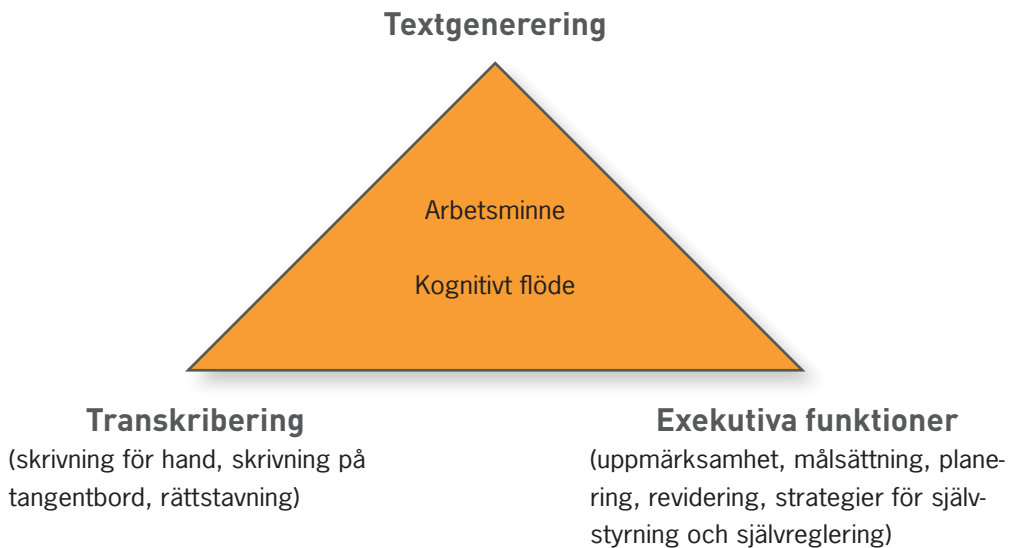 Textgenerering
Arbetsminne
Kognitivt flöde
Transkribering
(skrivning för hand, skrivning på
tangentbord, rättstavning)
Exekutiva funktioner
(uppmärksamhet, målsättning, plane-
ring, revidering, strategier för själv-
styrning och självreglering)